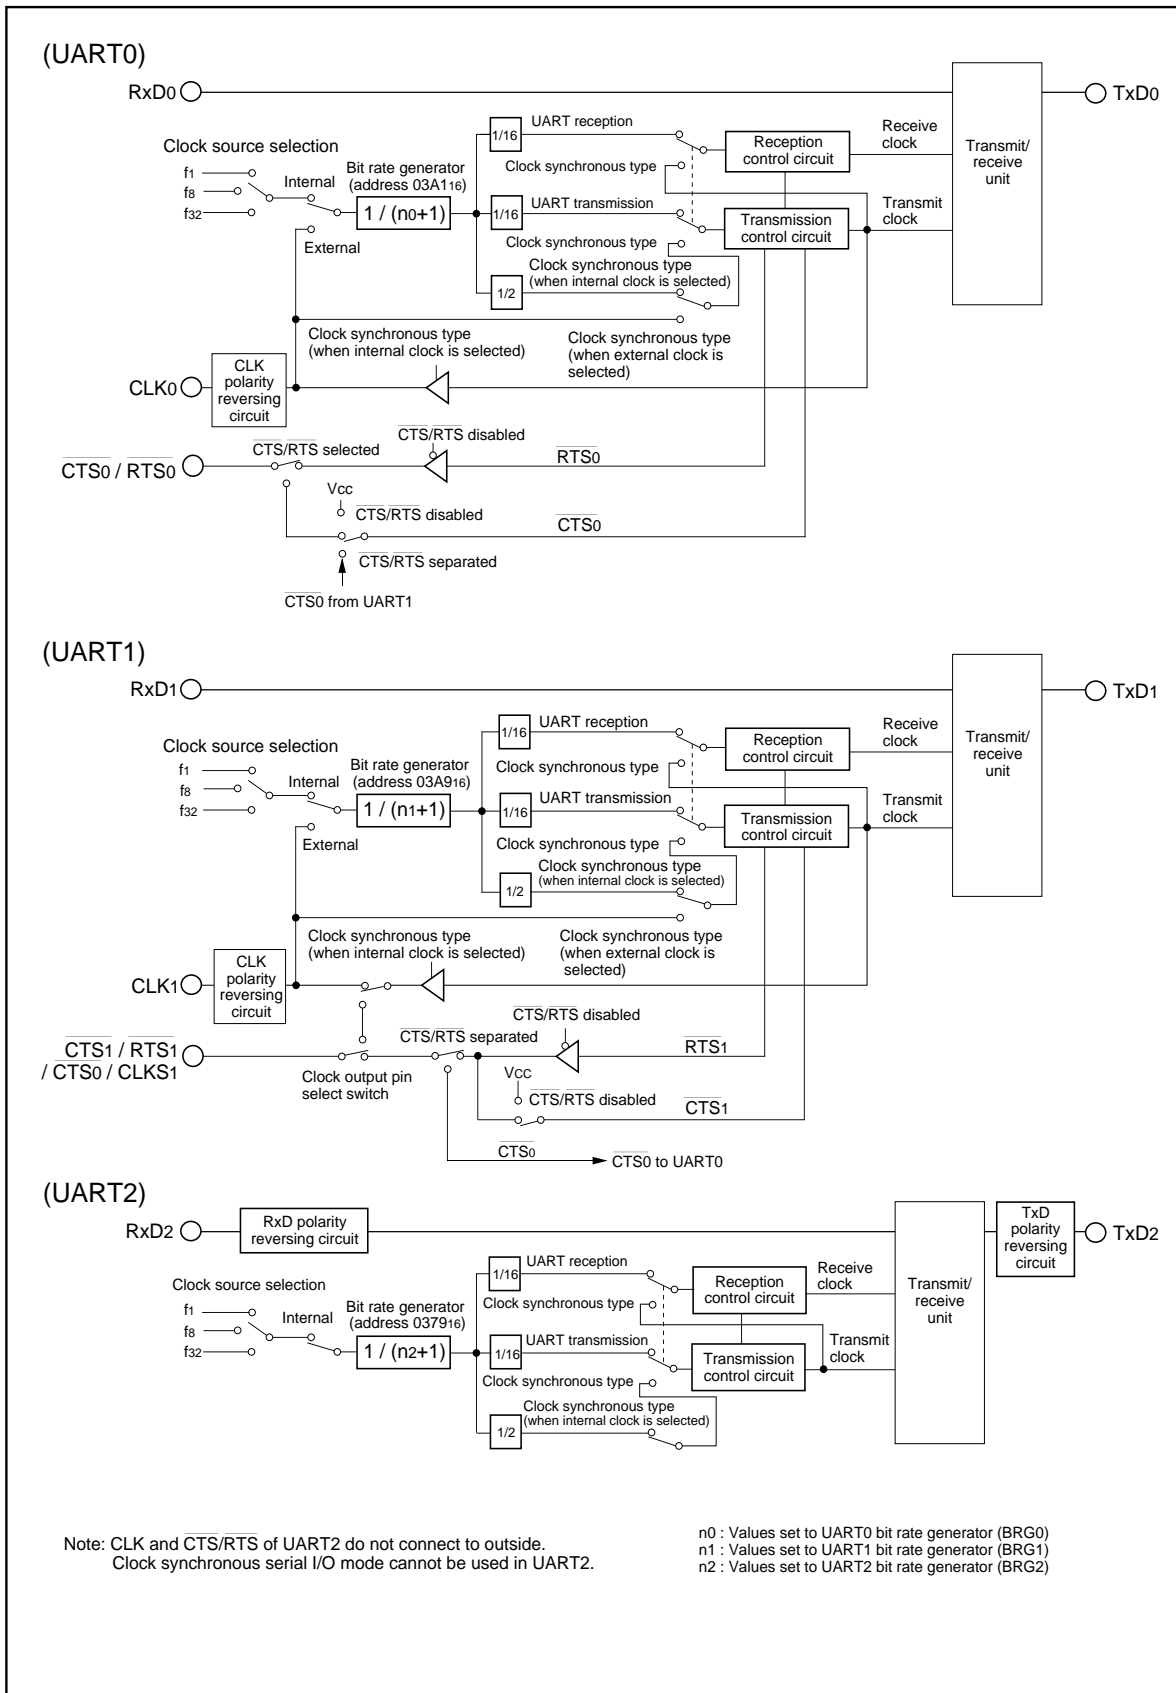 (UART0)
RxD0
TxD0
1/16
UART reception
Reception
control circuit
Receive
clock
Transmit/
receive
unit
Clock source selection
f1
f8
f32
Internal
External
Bit rate generator
(address 03A116)
1 / (n0+1)
Clock synchronous type
1/16
UART transmission
Transmission
control circuit
Transmit
clock
Clock synchronous type
Clock synchronous type
(when internal clock is selected)
1/2
Clock synchronous type
(when internal clock is selected)
Clock synchronous type
(when external clock is
selected)
CLK0
CLK
polarity
reversing
circuit
CTS/RTS disabled
CTS/RTS selected
CTS0 / RTS0
RTS0
Vcc
CTS/RTS disabled
CTS0
CTS/RTS separated
CTS0 from UART1
(UART1)
RxD1
TxD1
1/16
UART reception
Reception
control circuit
Receive
clock
Transmit/
receive
unit
Clock source selection
f1
f8
f32
Internal
External
Bit rate generator
(address 03A916)
1 / (n1+1)
Clock synchronous type
1/16
UART transmission
Transmission
control circuit
Transmit
clock
Clock synchronous type
Clock synchronous type
(when internal clock is selected)
1/2
Clock synchronous type
(when internal clock is selected)
Clock synchronous type
(when external clock is
selected)
CLK1
CLK
polarity
reversing
circuit
CTS/RTS disabled
CTS/RTS separated
CTS1 / RTS1
/ CTS0 / CLKS1
RTS1
Clock output pin
select switch
VCC
CTS/RTS disabled
CTS1
CTS0
CTS0 to UART0
(UART2)
RxD2
RxD polarity
reversing circuit
TxD
polarity
reversing
circuit
TxD2
1/16
UART reception
Reception
control circuit
Receive
clock
Transmit/
receive
unit
Clock source selection
f1
f8
f32
Internal
Bit rate generator
(address 037916)
1 / (n2+1)
Clock synchronous type
1/16
UART transmission
Transmission
control circuit
Transmit
clock
Clock synchronous type
Clock synchronous type
(when internal clock is selected)
1/2
Note: CLK and CTS/RTS of UART2 do not connect to outside.
Clock synchronous serial I/O mode cannot be used in UART2.
n0 : Values set to UART0 bit rate generator (BRG0)
n1 : Values set to UART1 bit rate generator (BRG1)
n2 : Values set to UART2 bit rate generator (BRG2)